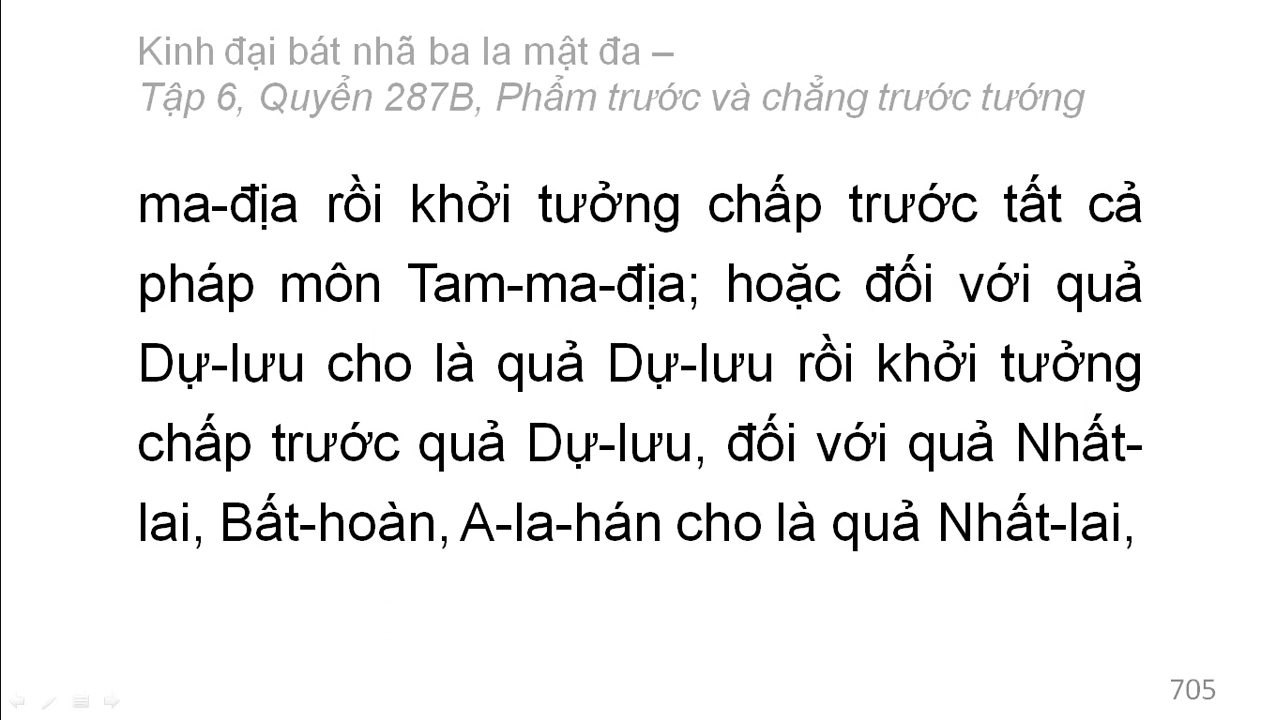 Kinh đại bát nhã ba la mật đa –
Tập 6, Quyển 287B, Phẩm trước và chẳng trước tướng
ma-địa rồi khởi tưởng chấp trước tất cả
pháp môn Tam-ma-địa; hoặc đối với quả
Dự-lưu cho là quả Dự-lưu rồi khởi tưởng
chấp trước quả Dự-lưu, đối với quả Nhất-
lai, Bất-hoàn, A-la-hán cho là quả Nhất-lai,
705